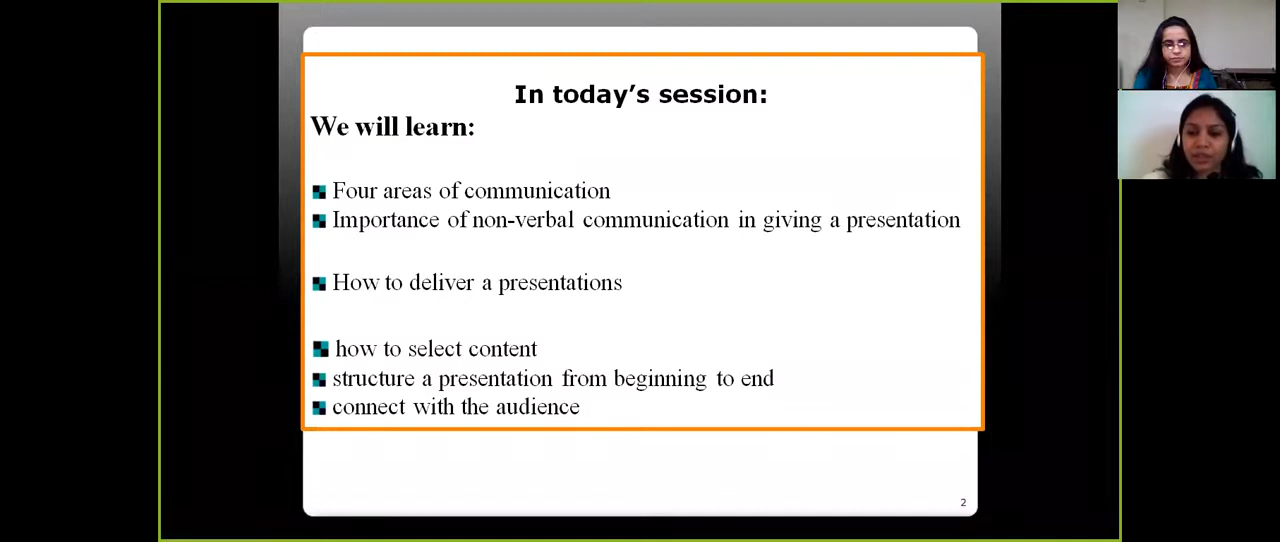 In today’s session:
We will learn:
Four areas of communication
Importance of non-verbal communication in giving a presentation
How to deliver a presentations
how to select content
structure a presentation from beginning to end
connect with the audience
2